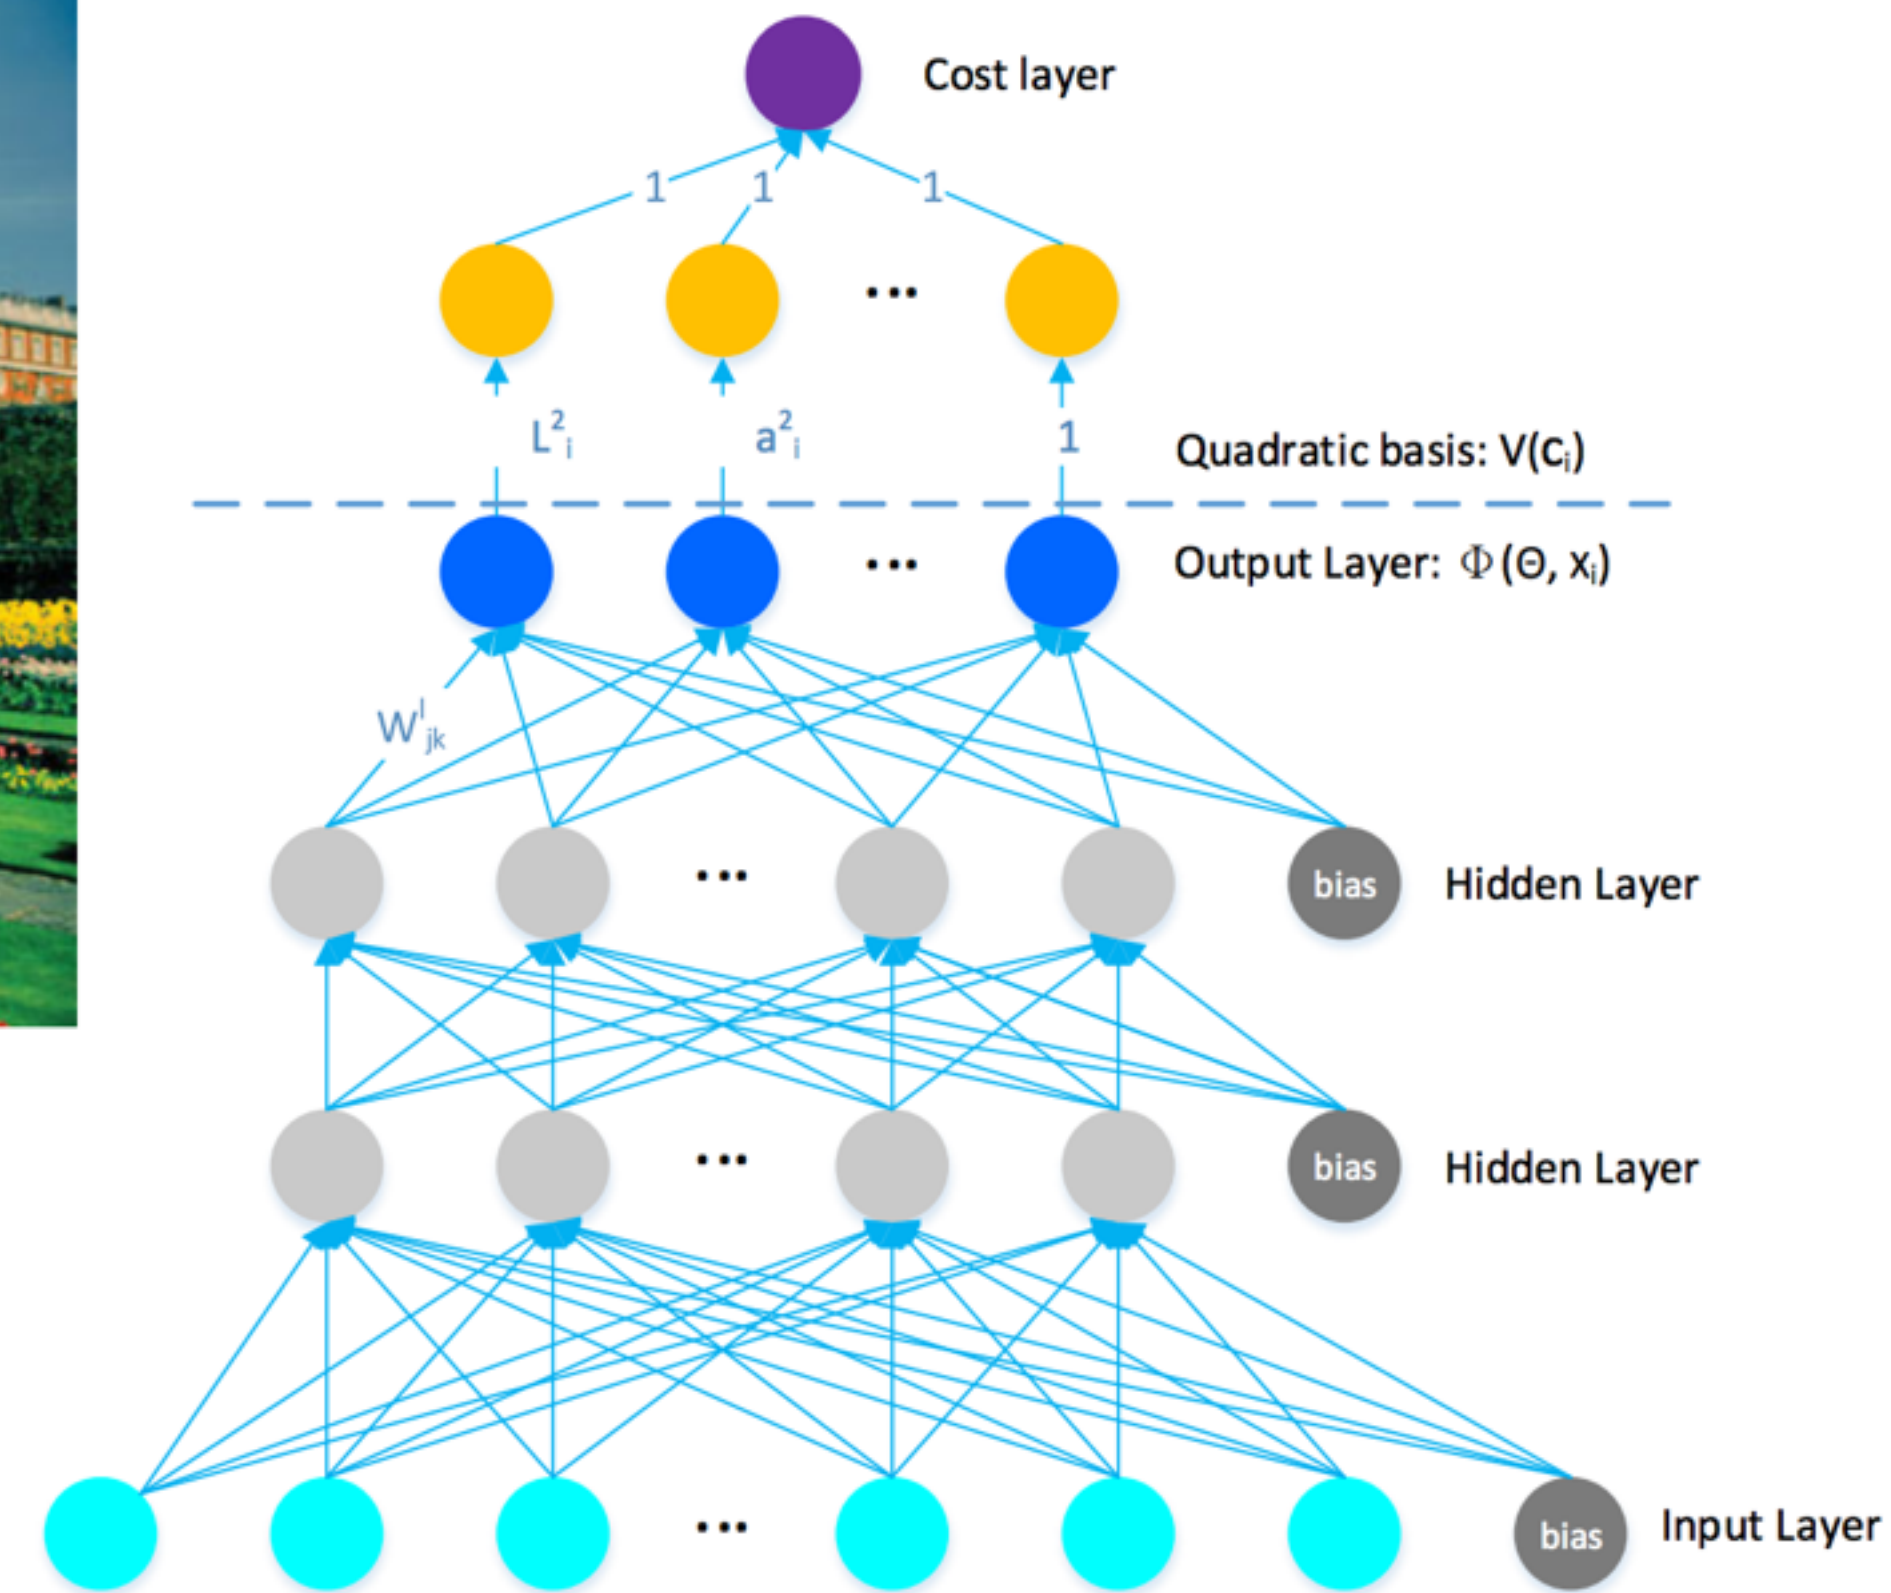 Cost layer
1 1 1
L²ᵢ a²ᵢ 1
Quadratic basis: V(cᵢ)
Output Layer: Φ(Θ, xᵢ)
Wˡⱼₖ
bias Hidden Layer
bias Hidden Layer
bias Input Layer